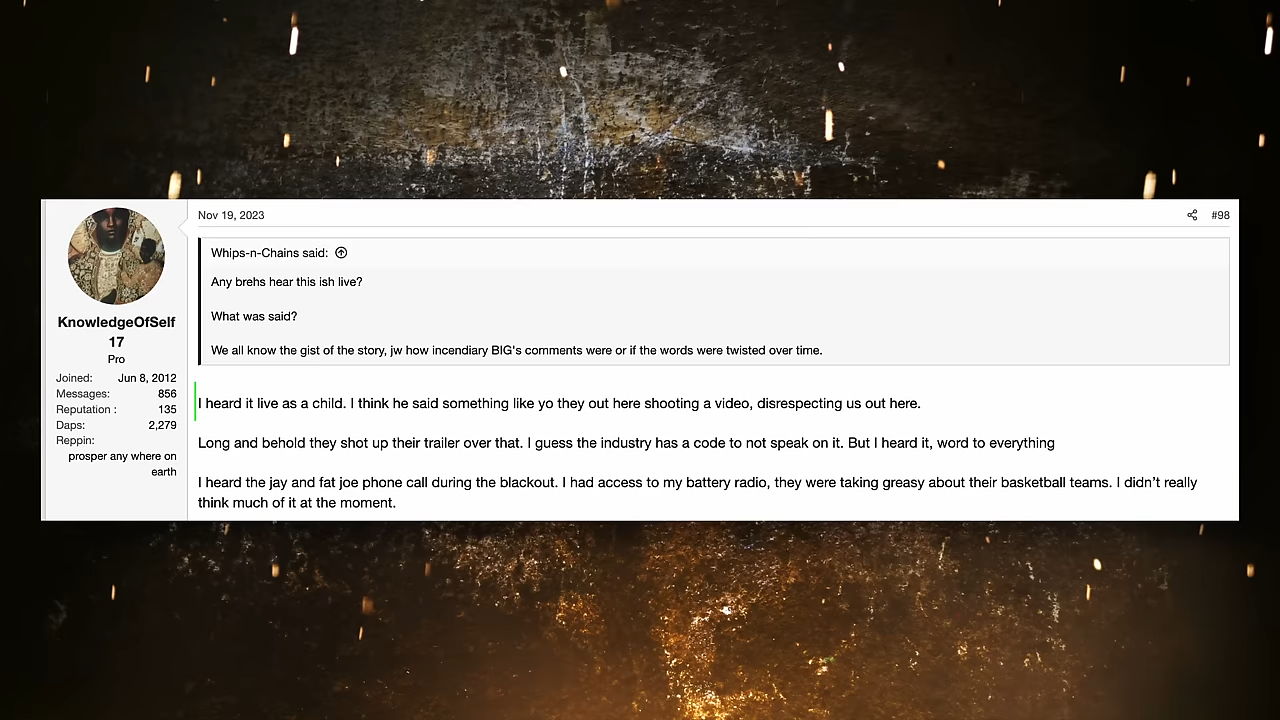 Nov 19, 2023
#98
KnowledgeOfSelf
17
Pro
Joined: Jun 8, 2012
Messages: 856
Reputation : 135
Daps: 2,279
Reppin:
prosper any where on
earth
Whips-n-Chains said:
Any brehs hear this ish live?
What was said?
We all know the gist of the story, jw how incendiary BIG's comments were or if the words were twisted over time.
I heard it live as a child. I think he said something like yo they out here shooting a video, disrespecting us out here.
Long and behold they shot up their trailer over that. I guess the industry has a code to not speak on it. But I heard it, word to everything
I heard the jay and fat joe phone call during the blackout. I had access to my battery radio, they were taking greasy about their basketball teams. I didn’t really
think much of it at the moment.